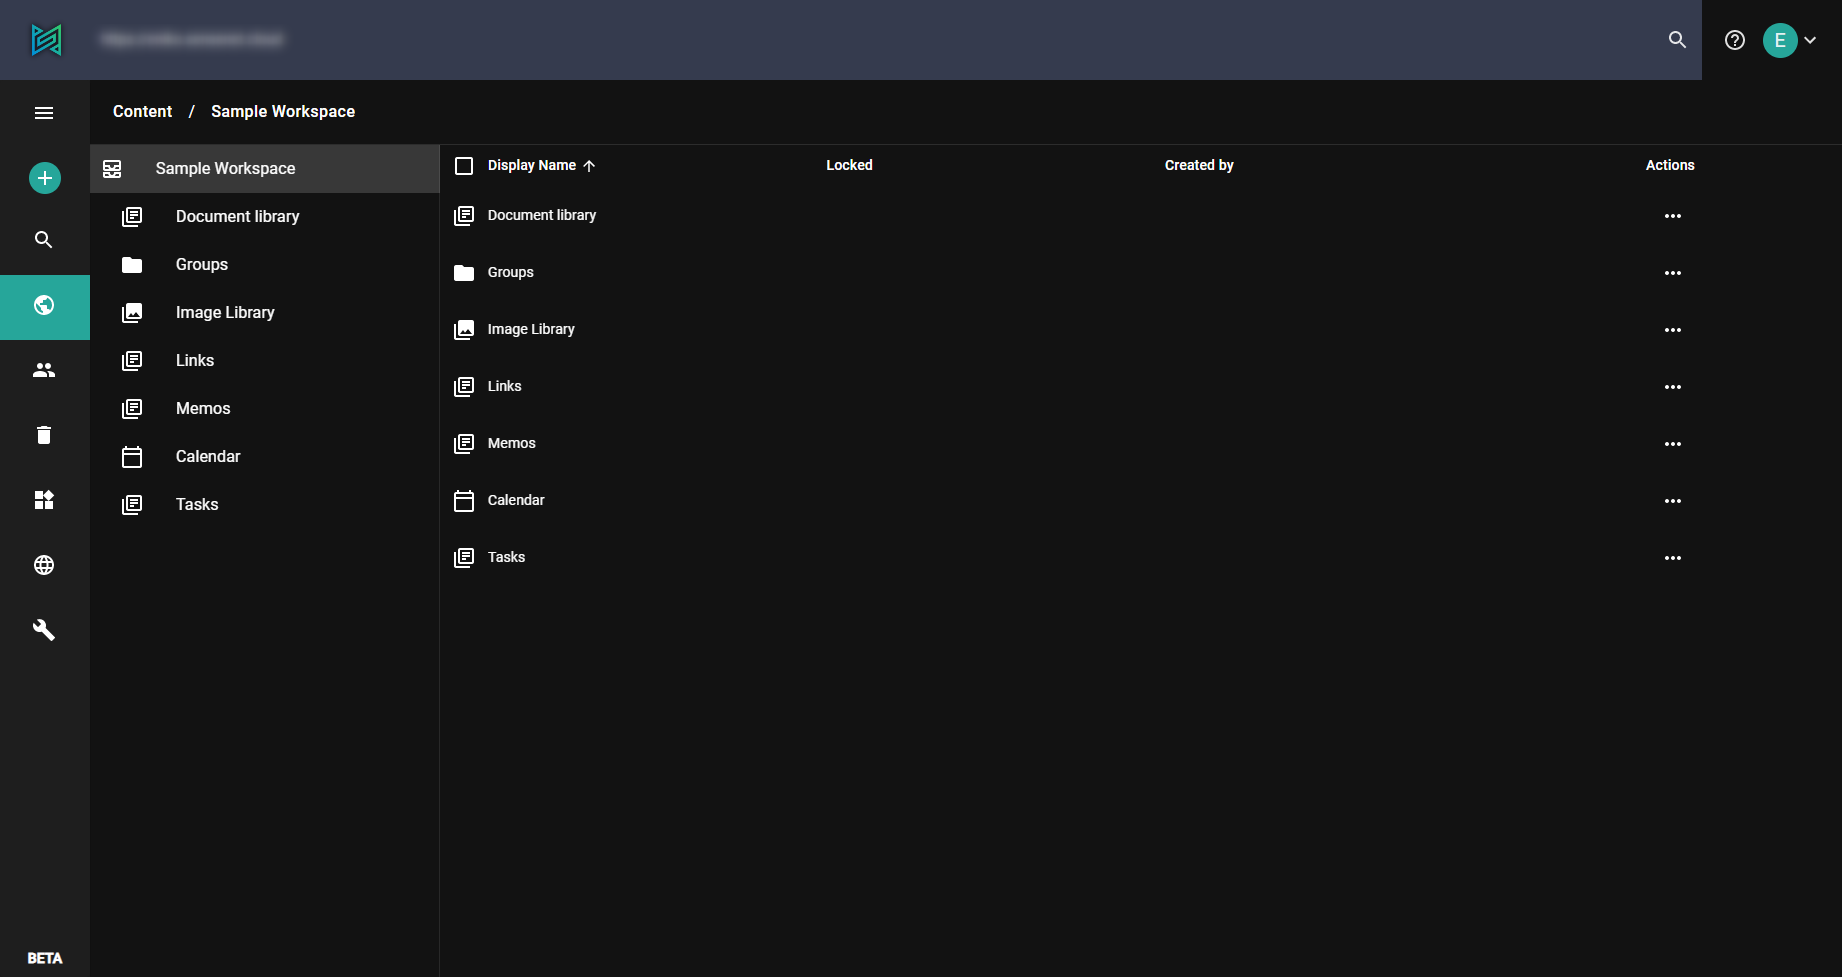 E
Content / Sample Workspace
Sample Workspace
Document library
Groups
Image Library
Links
Memos
Calendar
Tasks
Display Name Locked Created by Actions
Document library
Groups
Image Library
Links
Memos
Calendar
Tasks
BETA